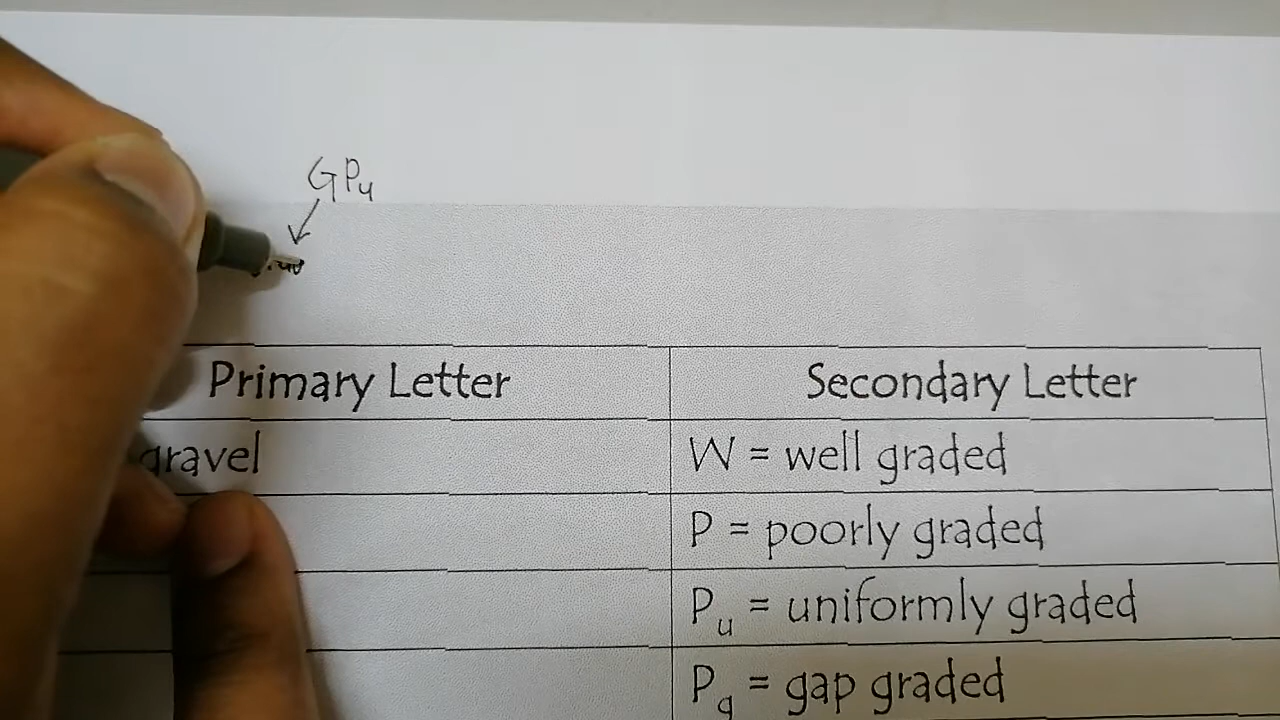 GPu
Primary Letter Secondary Letter
gravel W = well graded
P = poorly graded
Pu = uniformly graded
Pg = gap graded